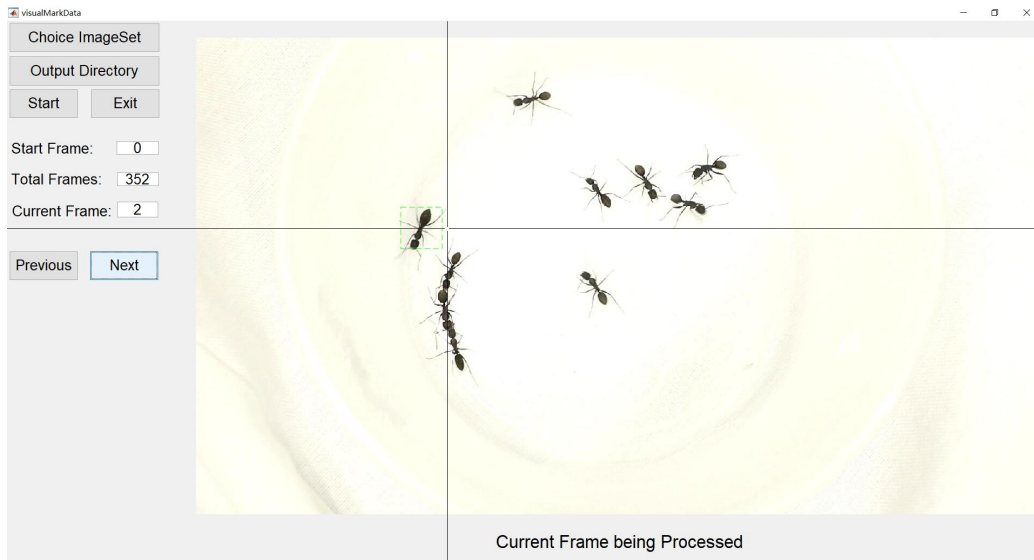 visualMarkData
Choice ImageSet
Output Directory
Start Exit
Start Frame: 0
Total Frames: 352
Current Frame: 2
Previous Next
Current Frame being Processed